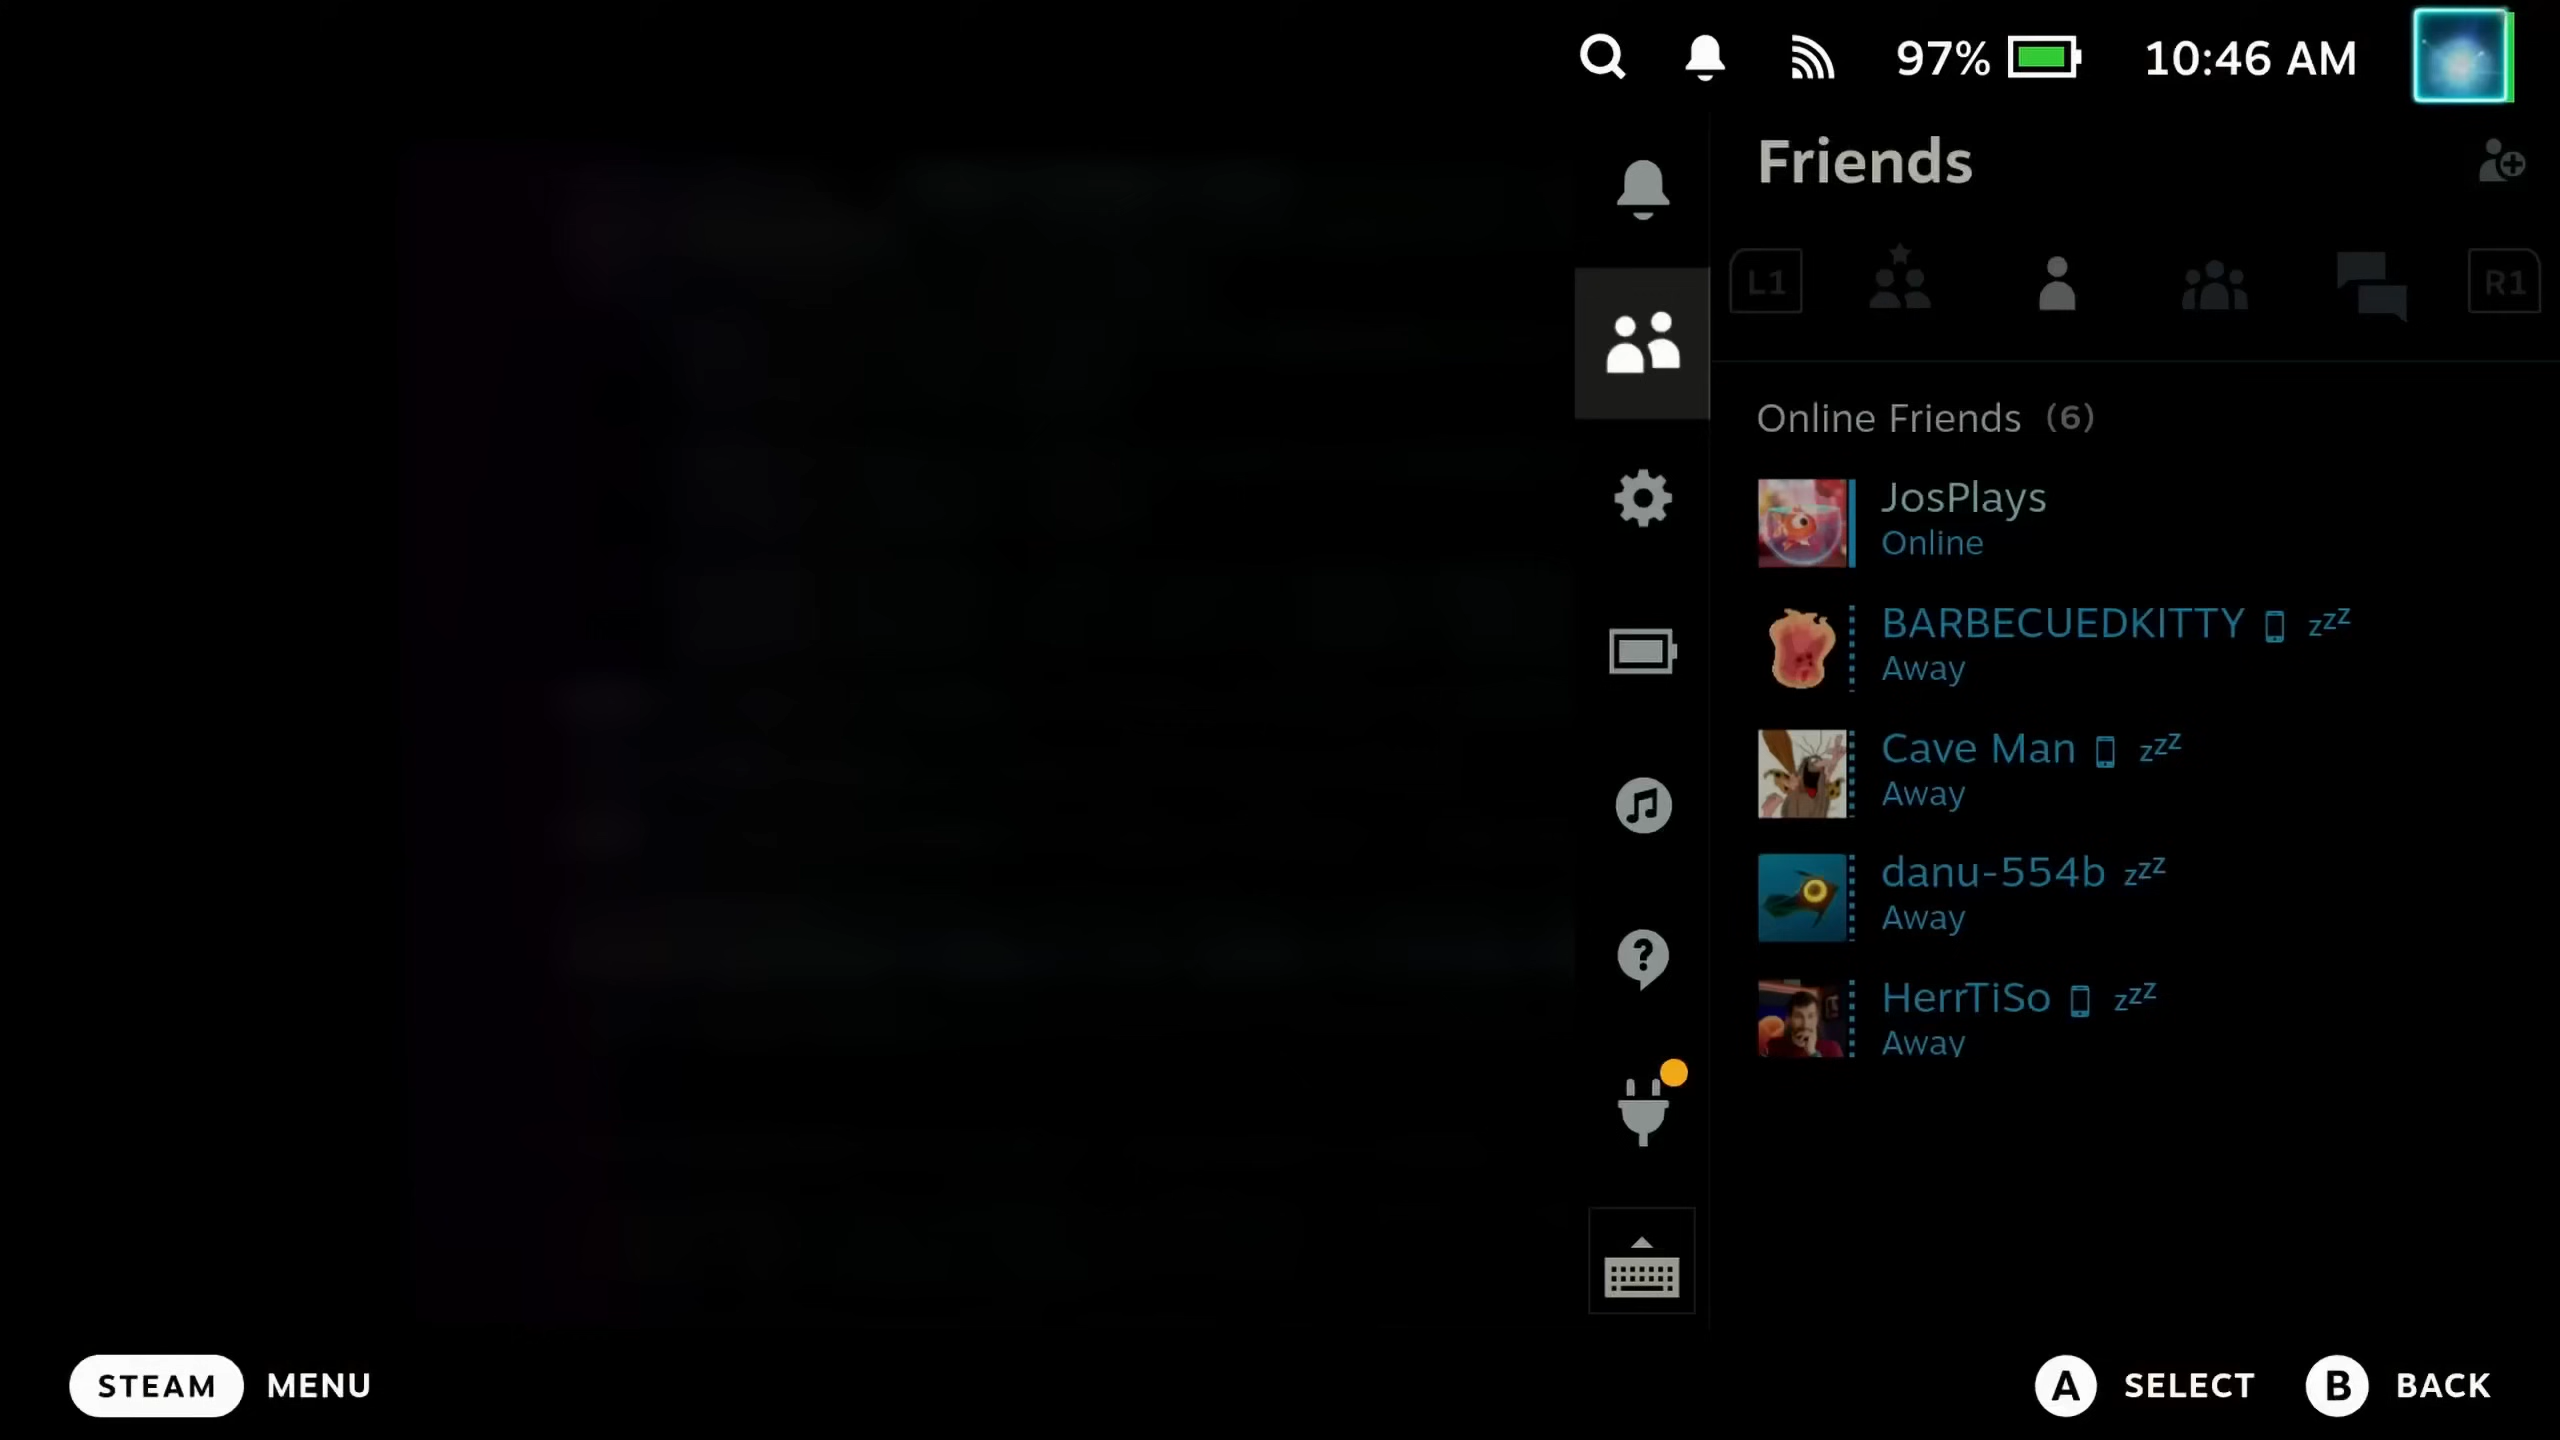 97%
10:46 AM
Friends
L1
R1
Online Friends (6)
JosPlays
Online
BARBECUEDKITTY zzz
Away
Cave Man zzz
Away
danu-554b zzz
Away
HerrTiSo zzz
Away
STEAM MENU
A SELECT B BACK